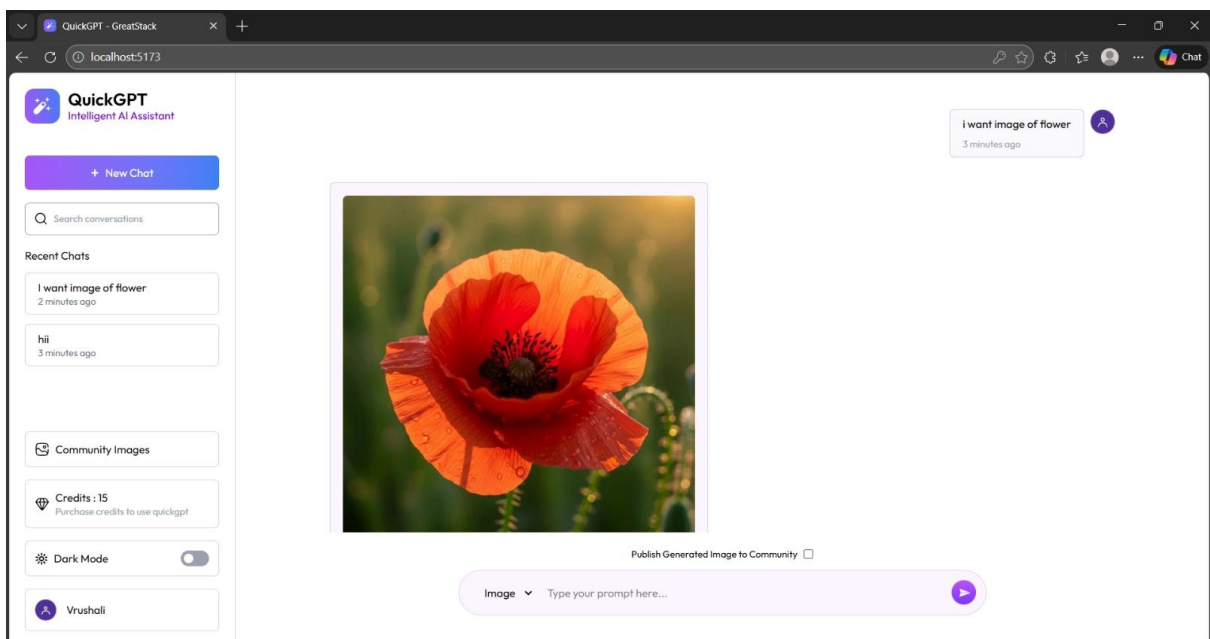 QuickGPT - GreatStack
localhost:5173
Chat
QuickGPT
Intelligent AI Assistant
+ New Chat
Search conversations
Recent Chats
I want image of flower
2 minutes ago
hii
3 minutes ago
Community Images
Credits : 15
Purchase credits to use quickgpt
Dark Mode
Vrushali
i want image of flower
3 minutes ago
Publish Generated Image to Community
Image Type your prompt here...